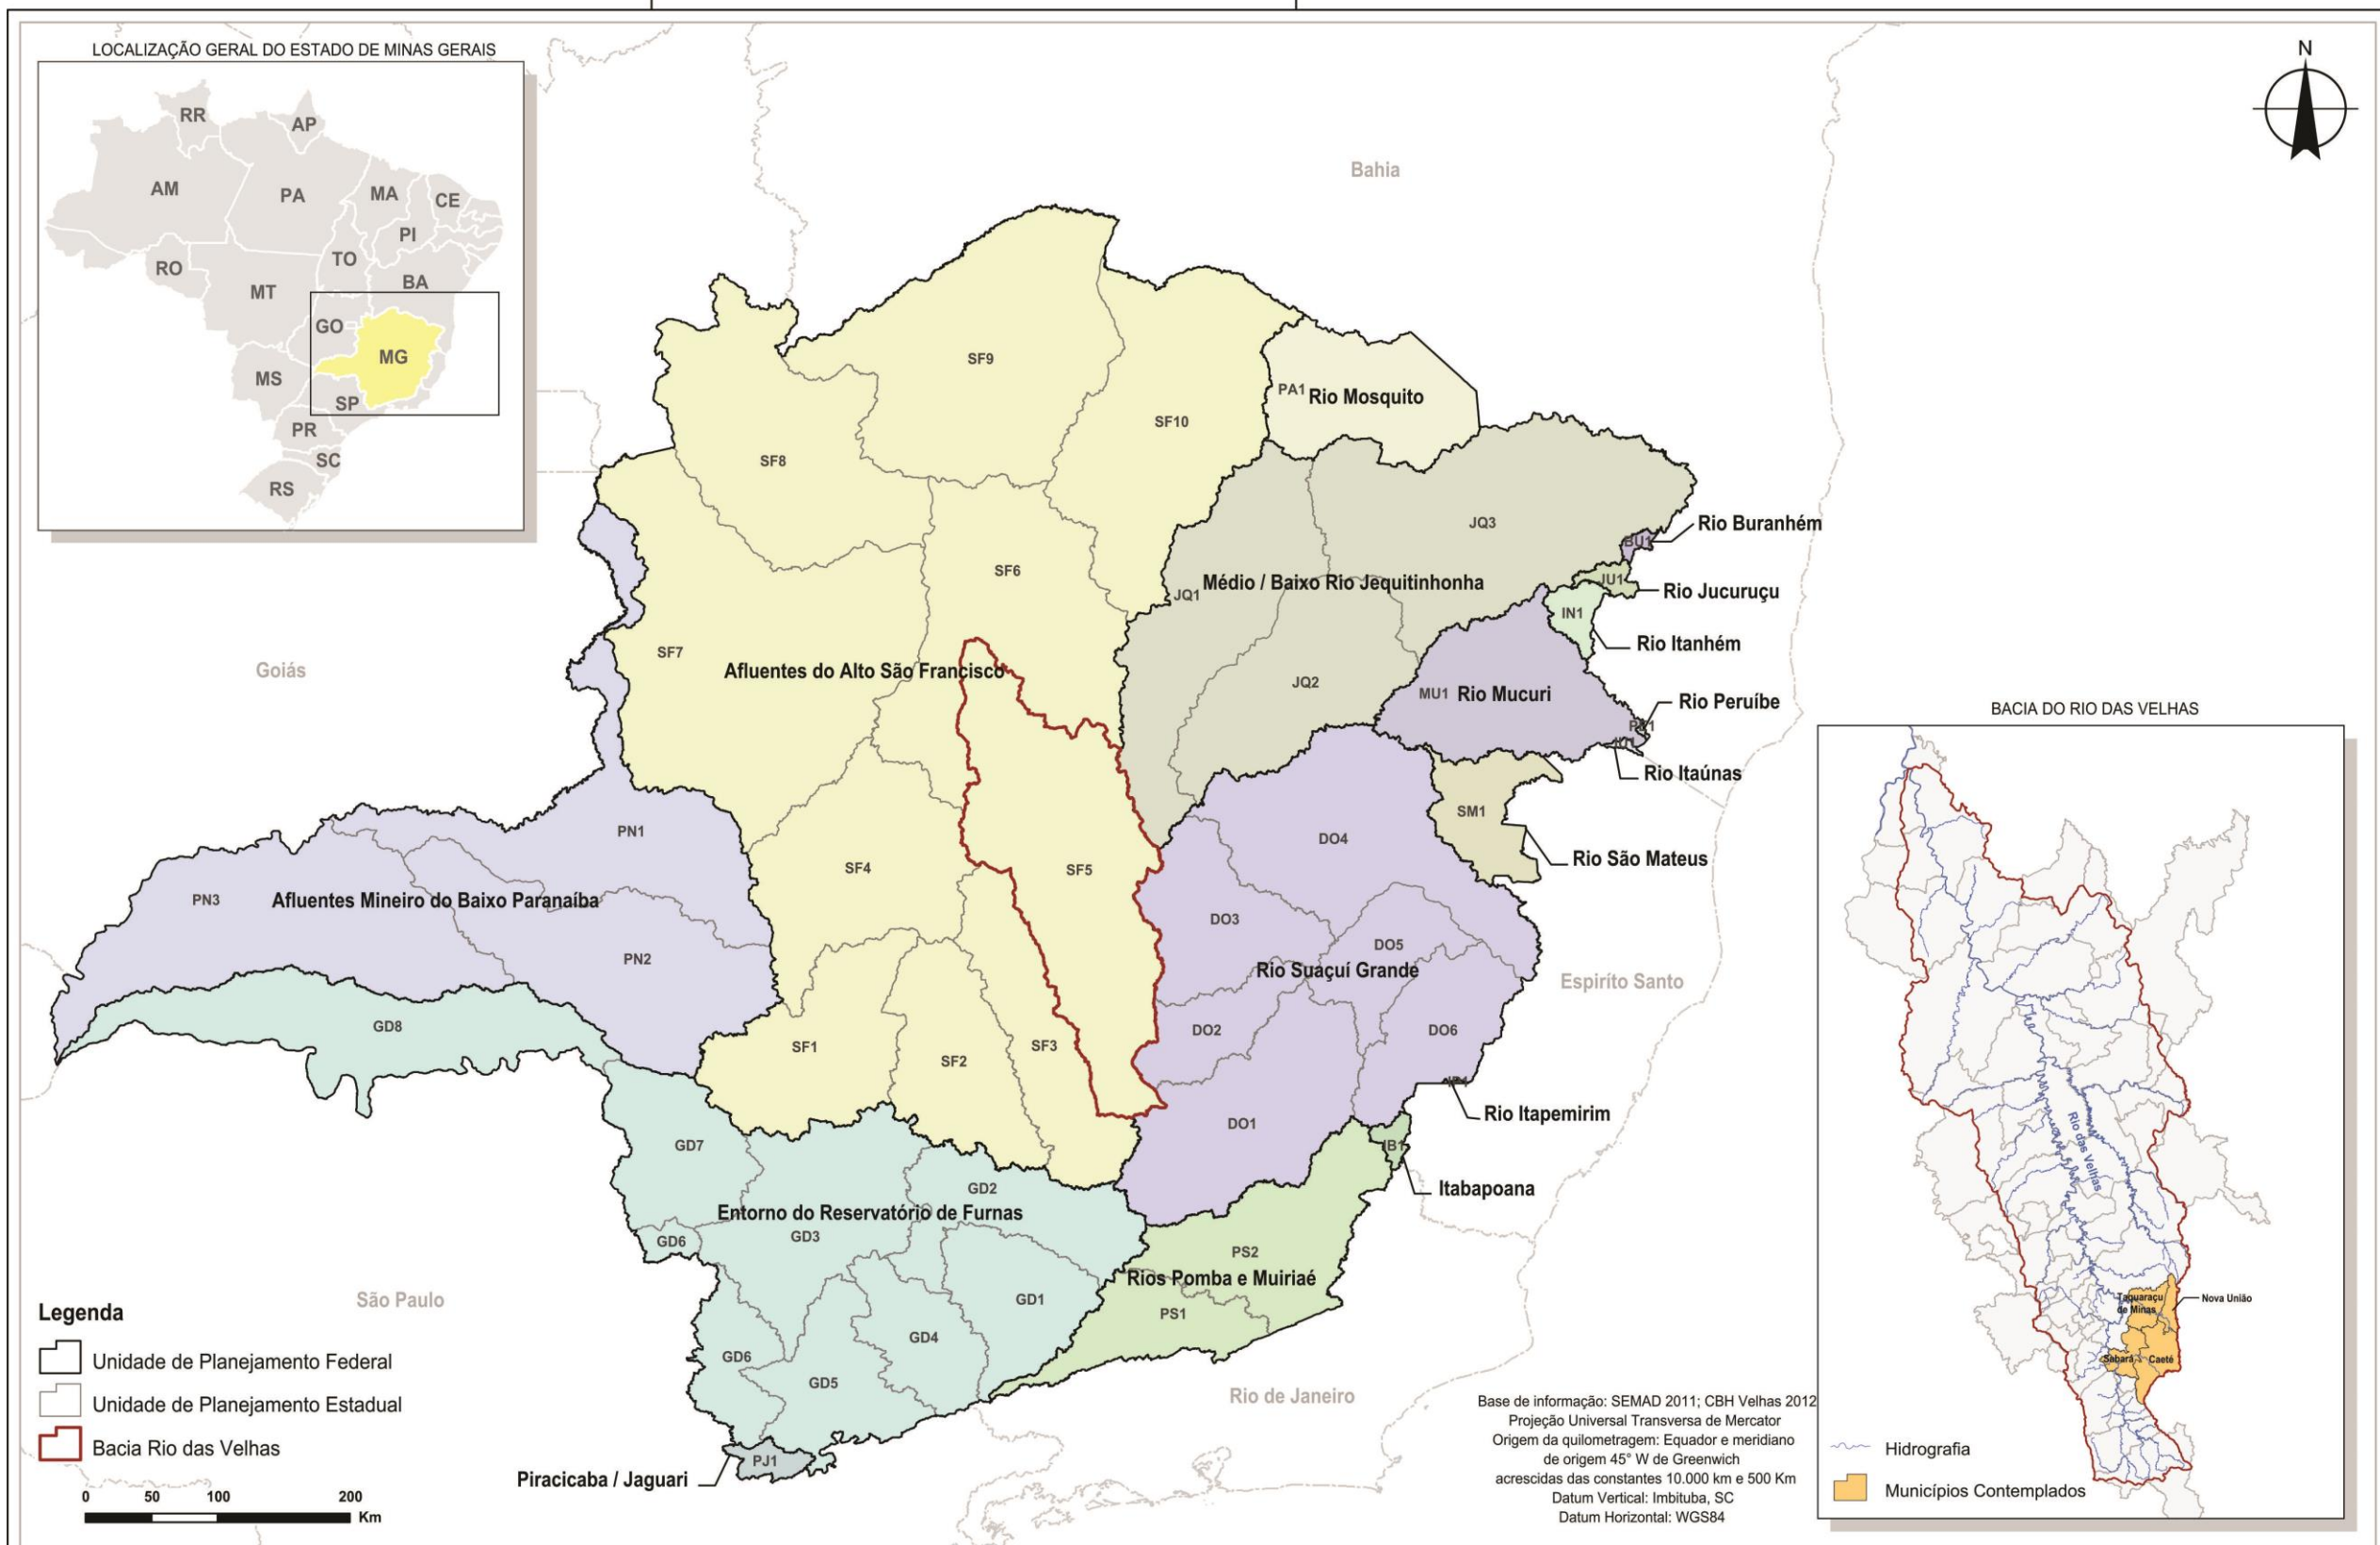 LOCALIZAÇÃO GERAL DO ESTADO DE MINAS GERAIS
RR
AP
AM
PA
MA
CE
PI
TO
RO
BA
MT
GO
MG
MS
SP
PR
SC
RS
N
Bahia
SF9
PA1
Rio Mosquito
SF10
SF8
JQ3
Rio Buranhém
BU1
SF6
Médio / Baixo Rio Jequitinhonha
JU1
Rio Jucuruçu
JQ1
IN1
Rio Itanhém
Goiás
SF7
Afluentes do Alto São Francisco
JQ2
MU1
Rio Mucuri
Rio Peruíbe
Rio Itaúnas
PN1
SM1
DO4
Rio São Mateus
SF4
SF5
PN3
Afluentes Mineiro do Baixo Paranaíba
DO3
DO5
PN2
Rio Suaçuí Grande
Espiríto Santo
GD8
DO2
DO6
SF1
SF2
SF3
Rio Itapemirim
DO1
GD7
IB1
Itabapoana
GD2
Entorno do Reservatório de Furnas
GD6
GD3
PS2
Rios Pomba e Muiriaé
São Paulo
GD1
PS1
GD4
GD6
GD5
Rio de Janeiro
PJ1
Piracicaba / Jaguari
Legenda
Unidade de Planejamento Federal
Unidade de Planejamento Estadual
Bacia Rio das Velhas
0 50 100 200
Km
Base de informação: SEMAD 2011; CBH Velhas 2012
Projeção Universal Transversa de Mercator
Origem da quilometragem: Equador e meridiano
de origem 45° W de Greenwich
acrescidas das constantes 10.000 km e 500 Km
Datum Vertical: Imbituba, SC
Datum Horizontal: WGS84
BACIA DO RIO DAS VELHAS
Rio das Velhas
Taquaraçu
de Minas
Nova União
Sabará
Caeté
Hidrografia
Municípios Contemplados